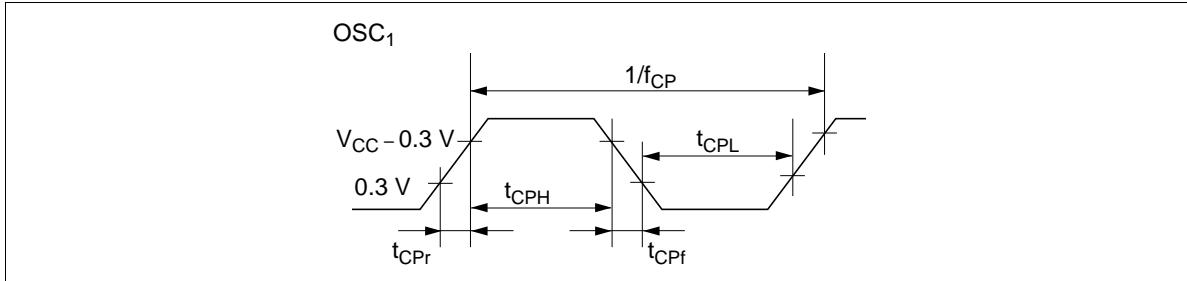 OSC₁
1/fCP
VCC – 0.3 V
tCPL
0.3 V
tCPH
tCPr
tCPf